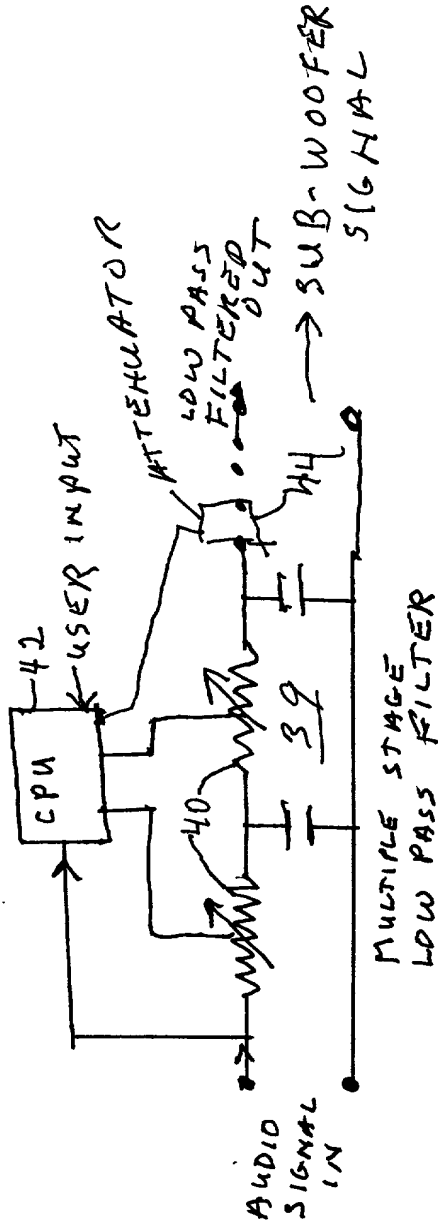 42
CPU
USER INPUT
ATTENUATOR
LOW PASS
FILTERED
OUT
40
44
→ SUB-WOOFER
SIGNAL
39
AUDIO
SIGNAL
IN
MULTIPLE STAGE
LOW PASS FILTER